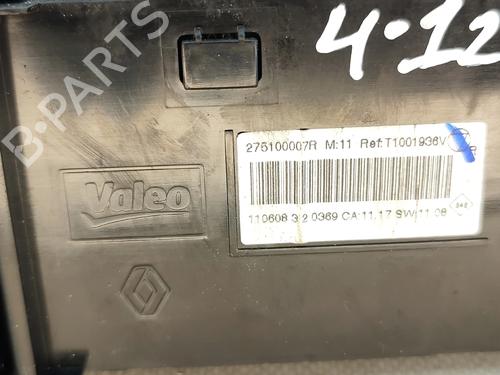 B-PARTS
4·12
275100007R M:11 Ref:T1001936V
Valeo
110608 3 2 0369 CA:11.17 SW:11.08